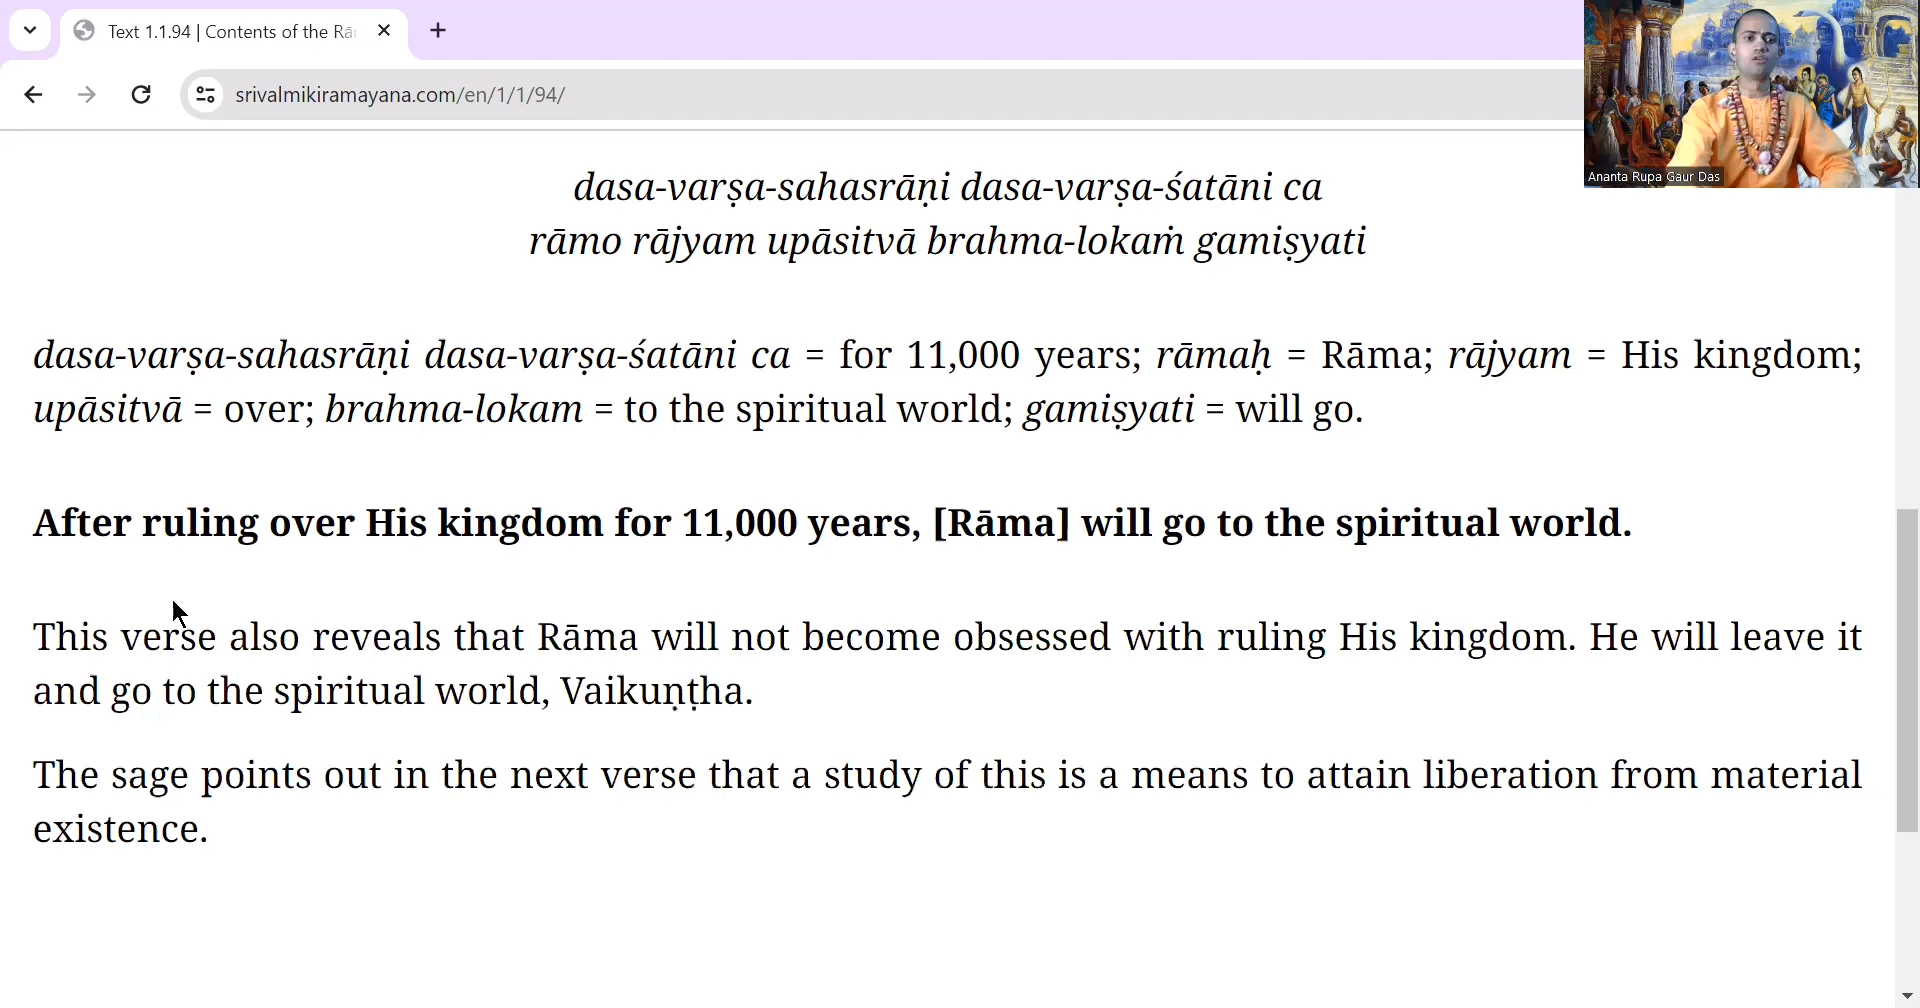 Text 1.1.94 | Contents of the Rā
srivalmikiramayana.com/en/1/1/94/
Ananta Rupa Gaur Das
dasa-varṣa-sahasrāṇi dasa-varṣa-śatāni ca
rāmo rājyam upāsitvā brahma-lokaṁ gamiṣyati
dasa-varṣa-sahasrāṇi dasa-varṣa-śatāni ca = for 11,000 years; rāmaḥ = Rāma; rājyam = His kingdom;
upāsitvā = over; brahma-lokam = to the spiritual world; gamiṣyati = will go.
After ruling over His kingdom for 11,000 years, [Rāma] will go to the spiritual world.
This verse also reveals that Rāma will not become obsessed with ruling His kingdom. He will leave it
and go to the spiritual world, Vaikuṇṭha.
The sage points out in the next verse that a study of this is a means to attain liberation from material
existence.